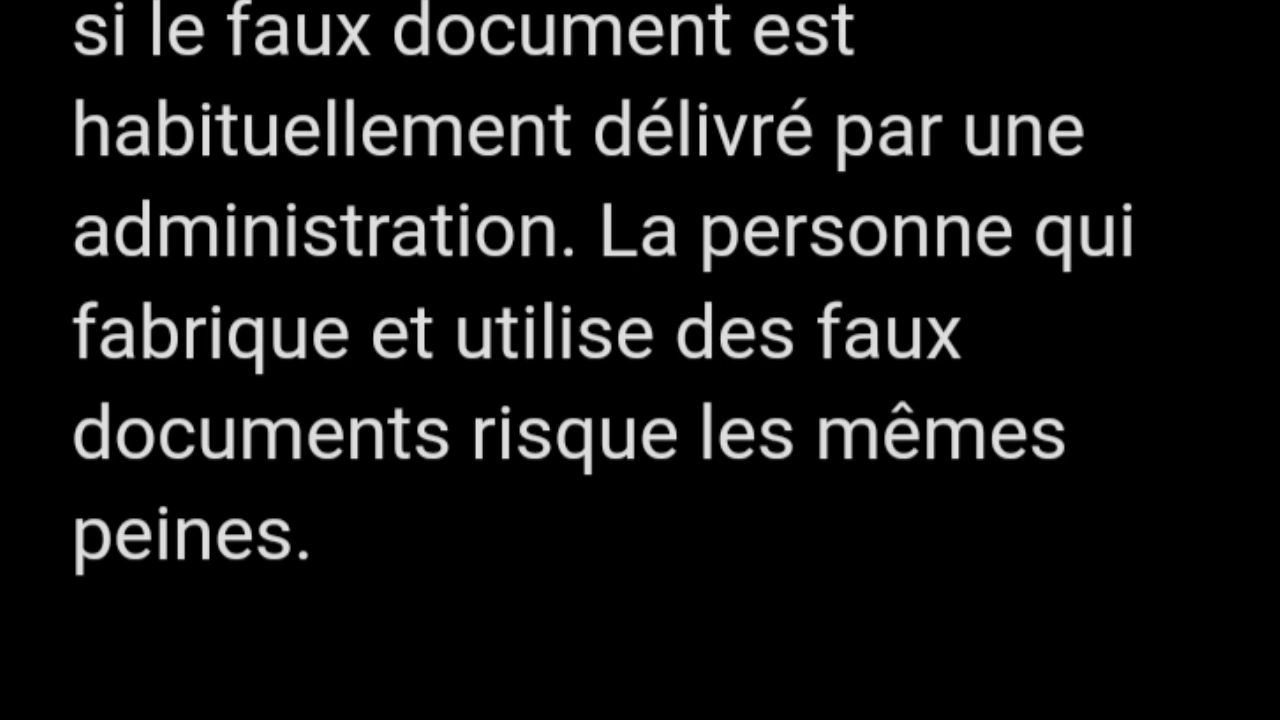 si le faux document est
habituellement délivré par une
administration. La personne qui
fabrique et utilise des faux
documents risque les mêmes
peines.